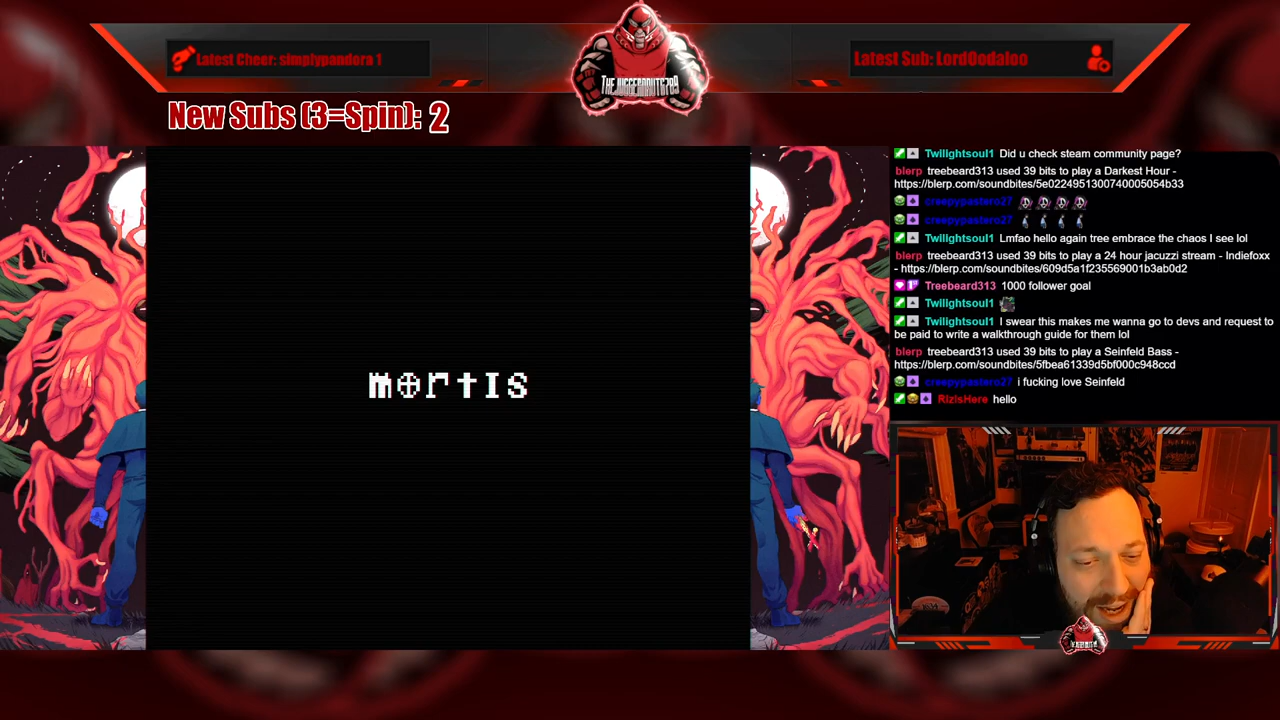 Latest Cheer: simplypandora 1
THEJUGGERNAUT6789
Latest Sub: LordOodaloo
New Subs (3=Spin): 2
mortis
Twilightsoul1 Did u check steam community page?
blerp treebeard313 used 39 bits to play a Darkest Hour -
https://blerp.com/soundbites/5e0224951300740005054b33
creepypastero27
creepypastero27
Twilightsoul1 Lmfao hello again tree embrace the chaos I see lol
blerp treebeard313 used 39 bits to play a 24 hour jacuzzi stream - Indiefoxx
- https://blerp.com/soundbites/609d5a1f235569001b3ab0d2
Treebeard313 1000 follower goal
Twilightsoul1
Twilightsoul1 I swear this makes me wanna go to devs and request to
be paid to write a walkthrough guide for them lol
blerp treebeard313 used 39 bits to play a Seinfeld Bass -
https://blerp.com/soundbites/5fbea61339d5bf000c948ccd
creepypastero27 i fucking love Seinfeld
RizisHere hello